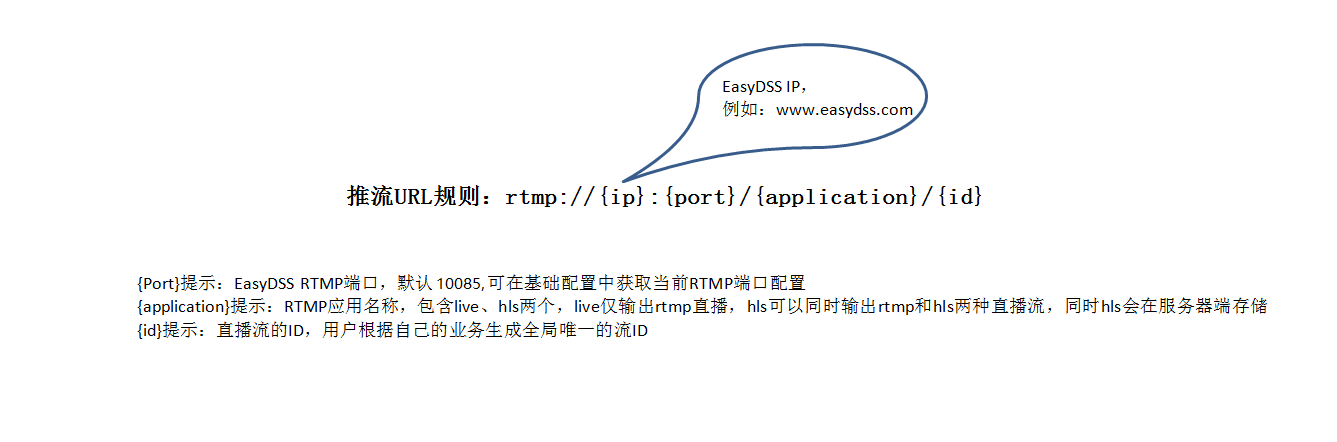 EasyDSS IP，
例如：www.easydss.com
推流URL规则：rtmp://{ip}:{port}/{application}/{id}
{Port}提示：EasyDSS RTMP端口，默认 10085,可在基础配置中获取当前RTMP端口配置
{application}提示：RTMP应用名称，包含live、hls两个，live仅输出rtmp直播，hls可以同时输出rtmp和hls两种直播流，同时hls会在服务器端存储
{id}提示：直播流的ID，用户根据自己的业务生成全局唯一的流ID